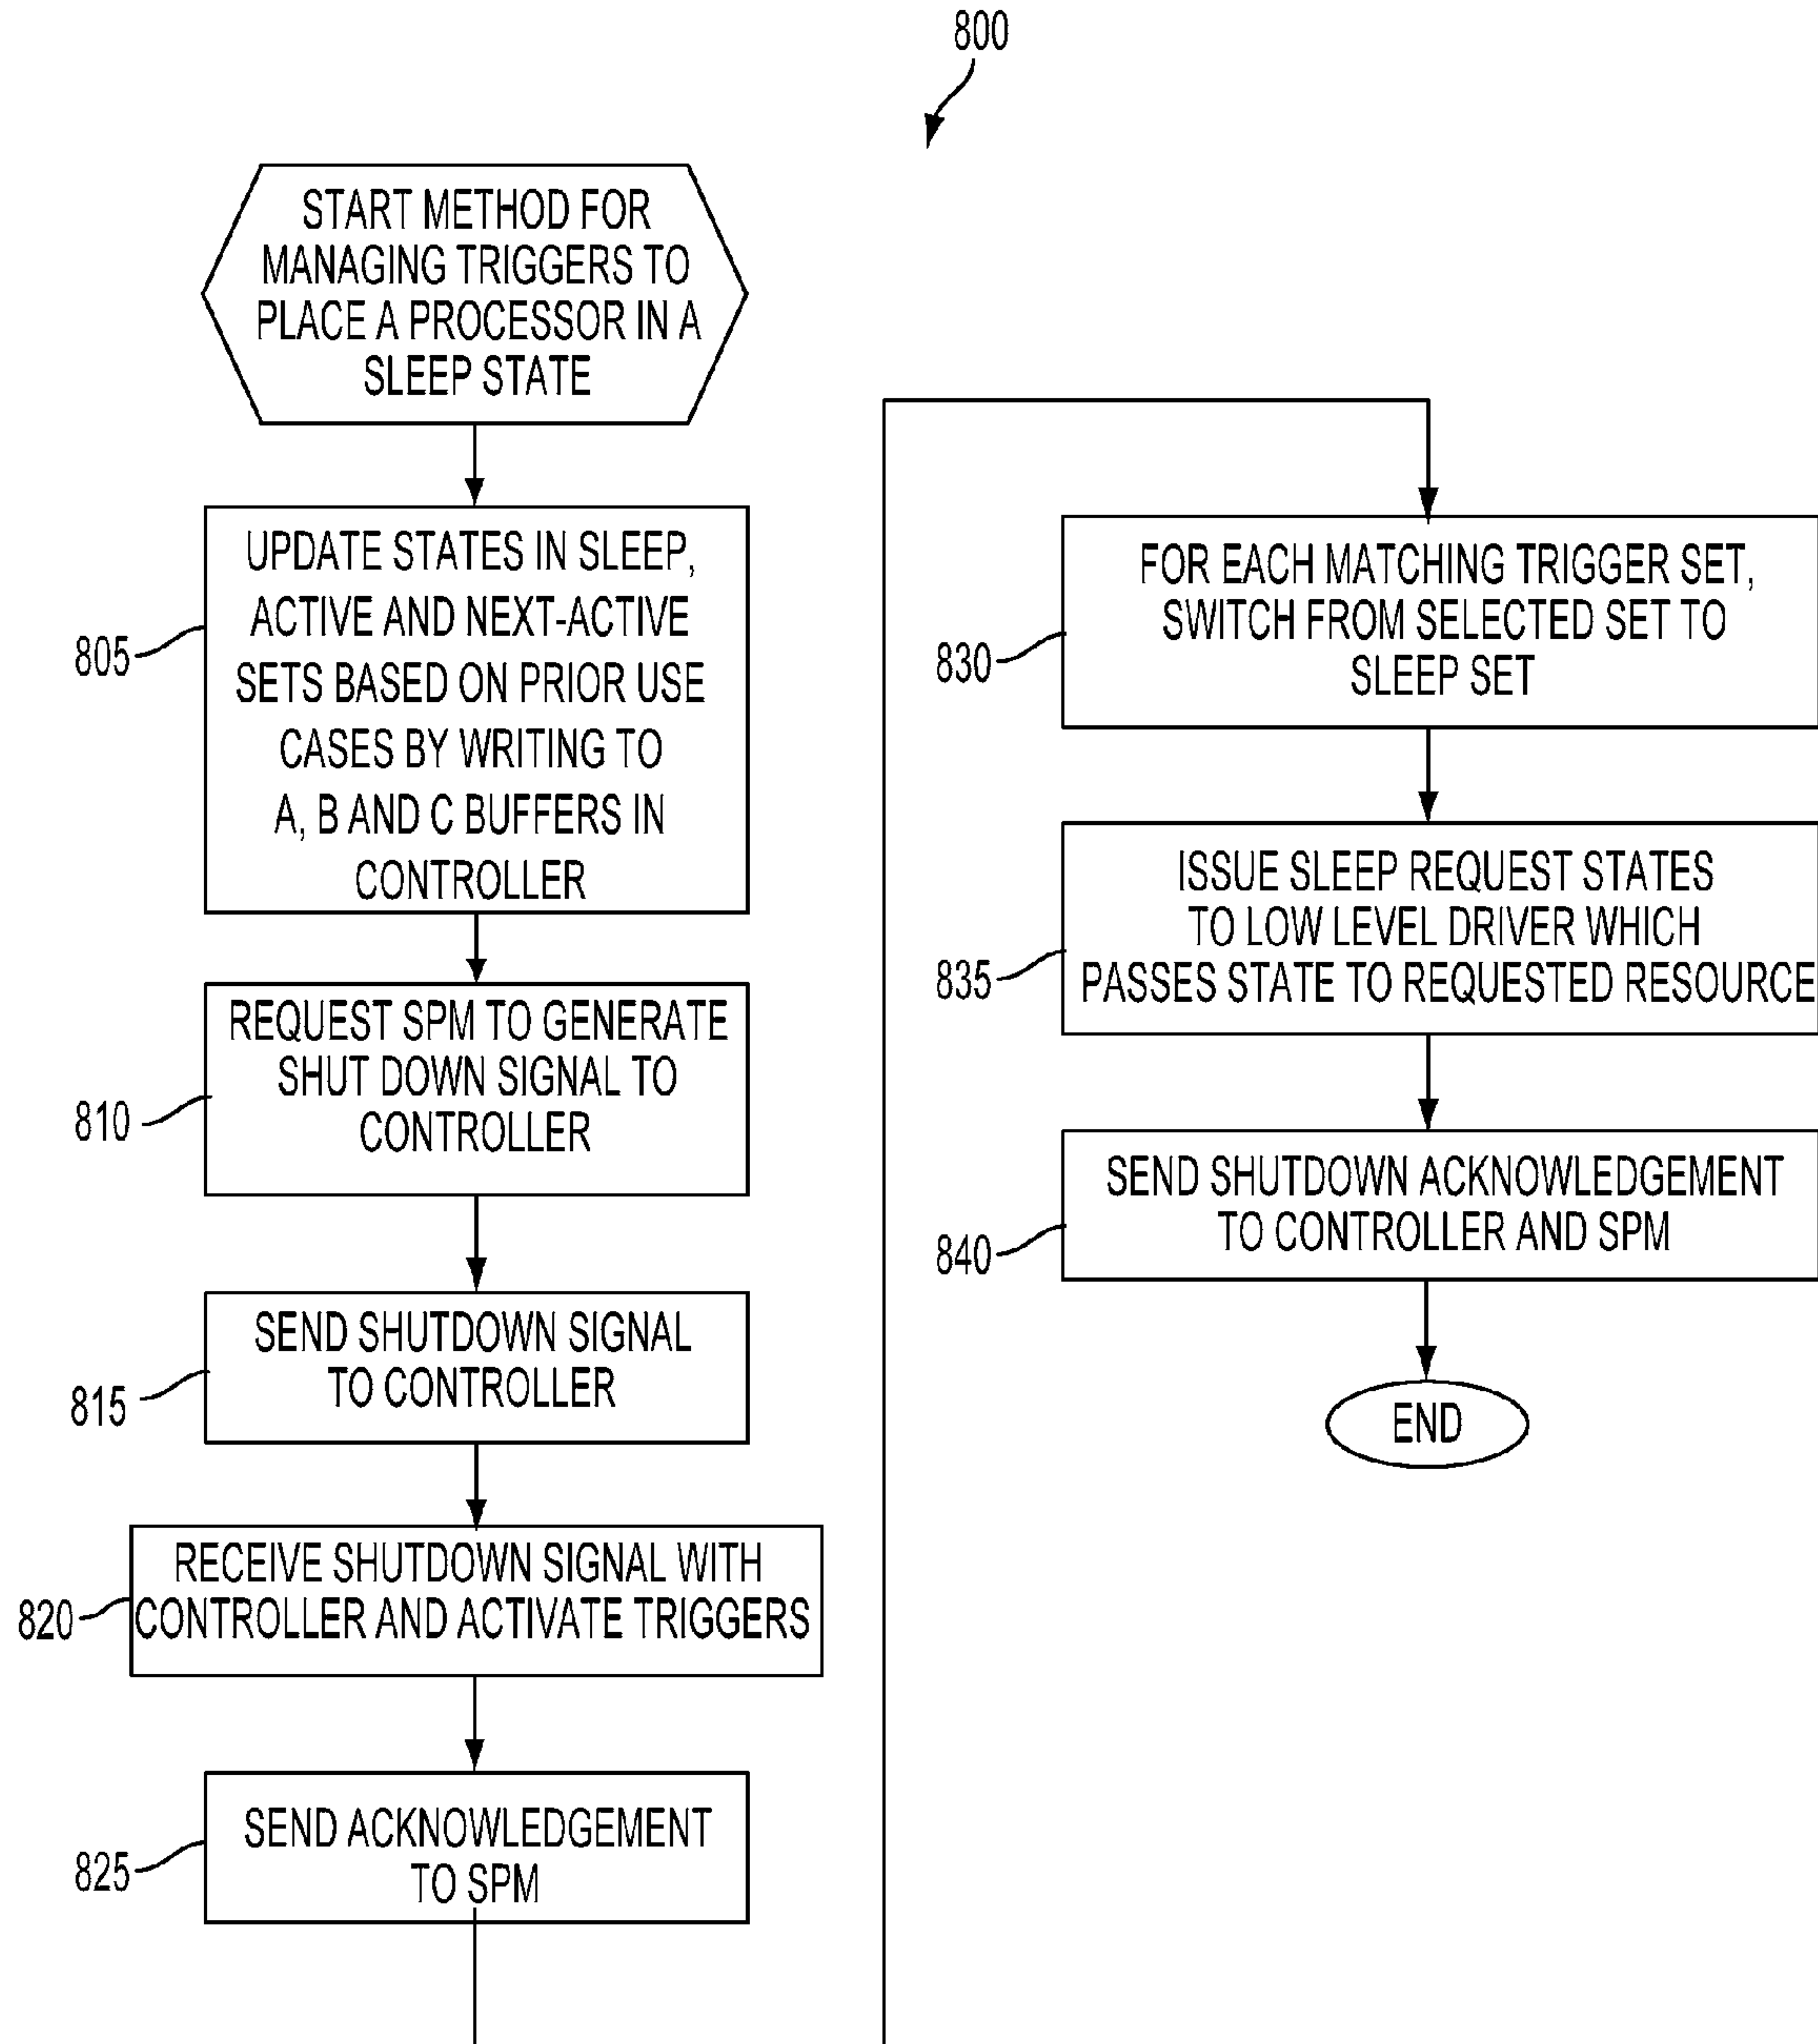 800
START METHOD FOR
MANAGING TRIGGERS TO
PLACE A PROCESSOR IN A
SLEEP STATE
805
UPDATE STATES IN SLEEP,
ACTIVE AND NEXT-ACTIVE
SETS BASED ON PRIOR USE
CASES BY WRITING TO
A, B AND C BUFFERS IN
CONTROLLER
810
REQUEST SPM TO GENERATE
SHUT DOWN SIGNAL TO
CONTROLLER
815
SEND SHUTDOWN SIGNAL
TO CONTROLLER
820
RECEIVE SHUTDOWN SIGNAL WITH
CONTROLLER AND ACTIVATE TRIGGERS
825
SEND ACKNOWLEDGEMENT
TO SPM
830
FOR EACH MATCHING TRIGGER SET,
SWITCH FROM SELECTED SET TO
SLEEP SET
835
ISSUE SLEEP REQUEST STATES
TO LOW LEVEL DRIVER WHICH
PASSES STATE TO REQUESTED RESOURCE
840
SEND SHUTDOWN ACKNOWLEDGEMENT
TO CONTROLLER AND SPM
END